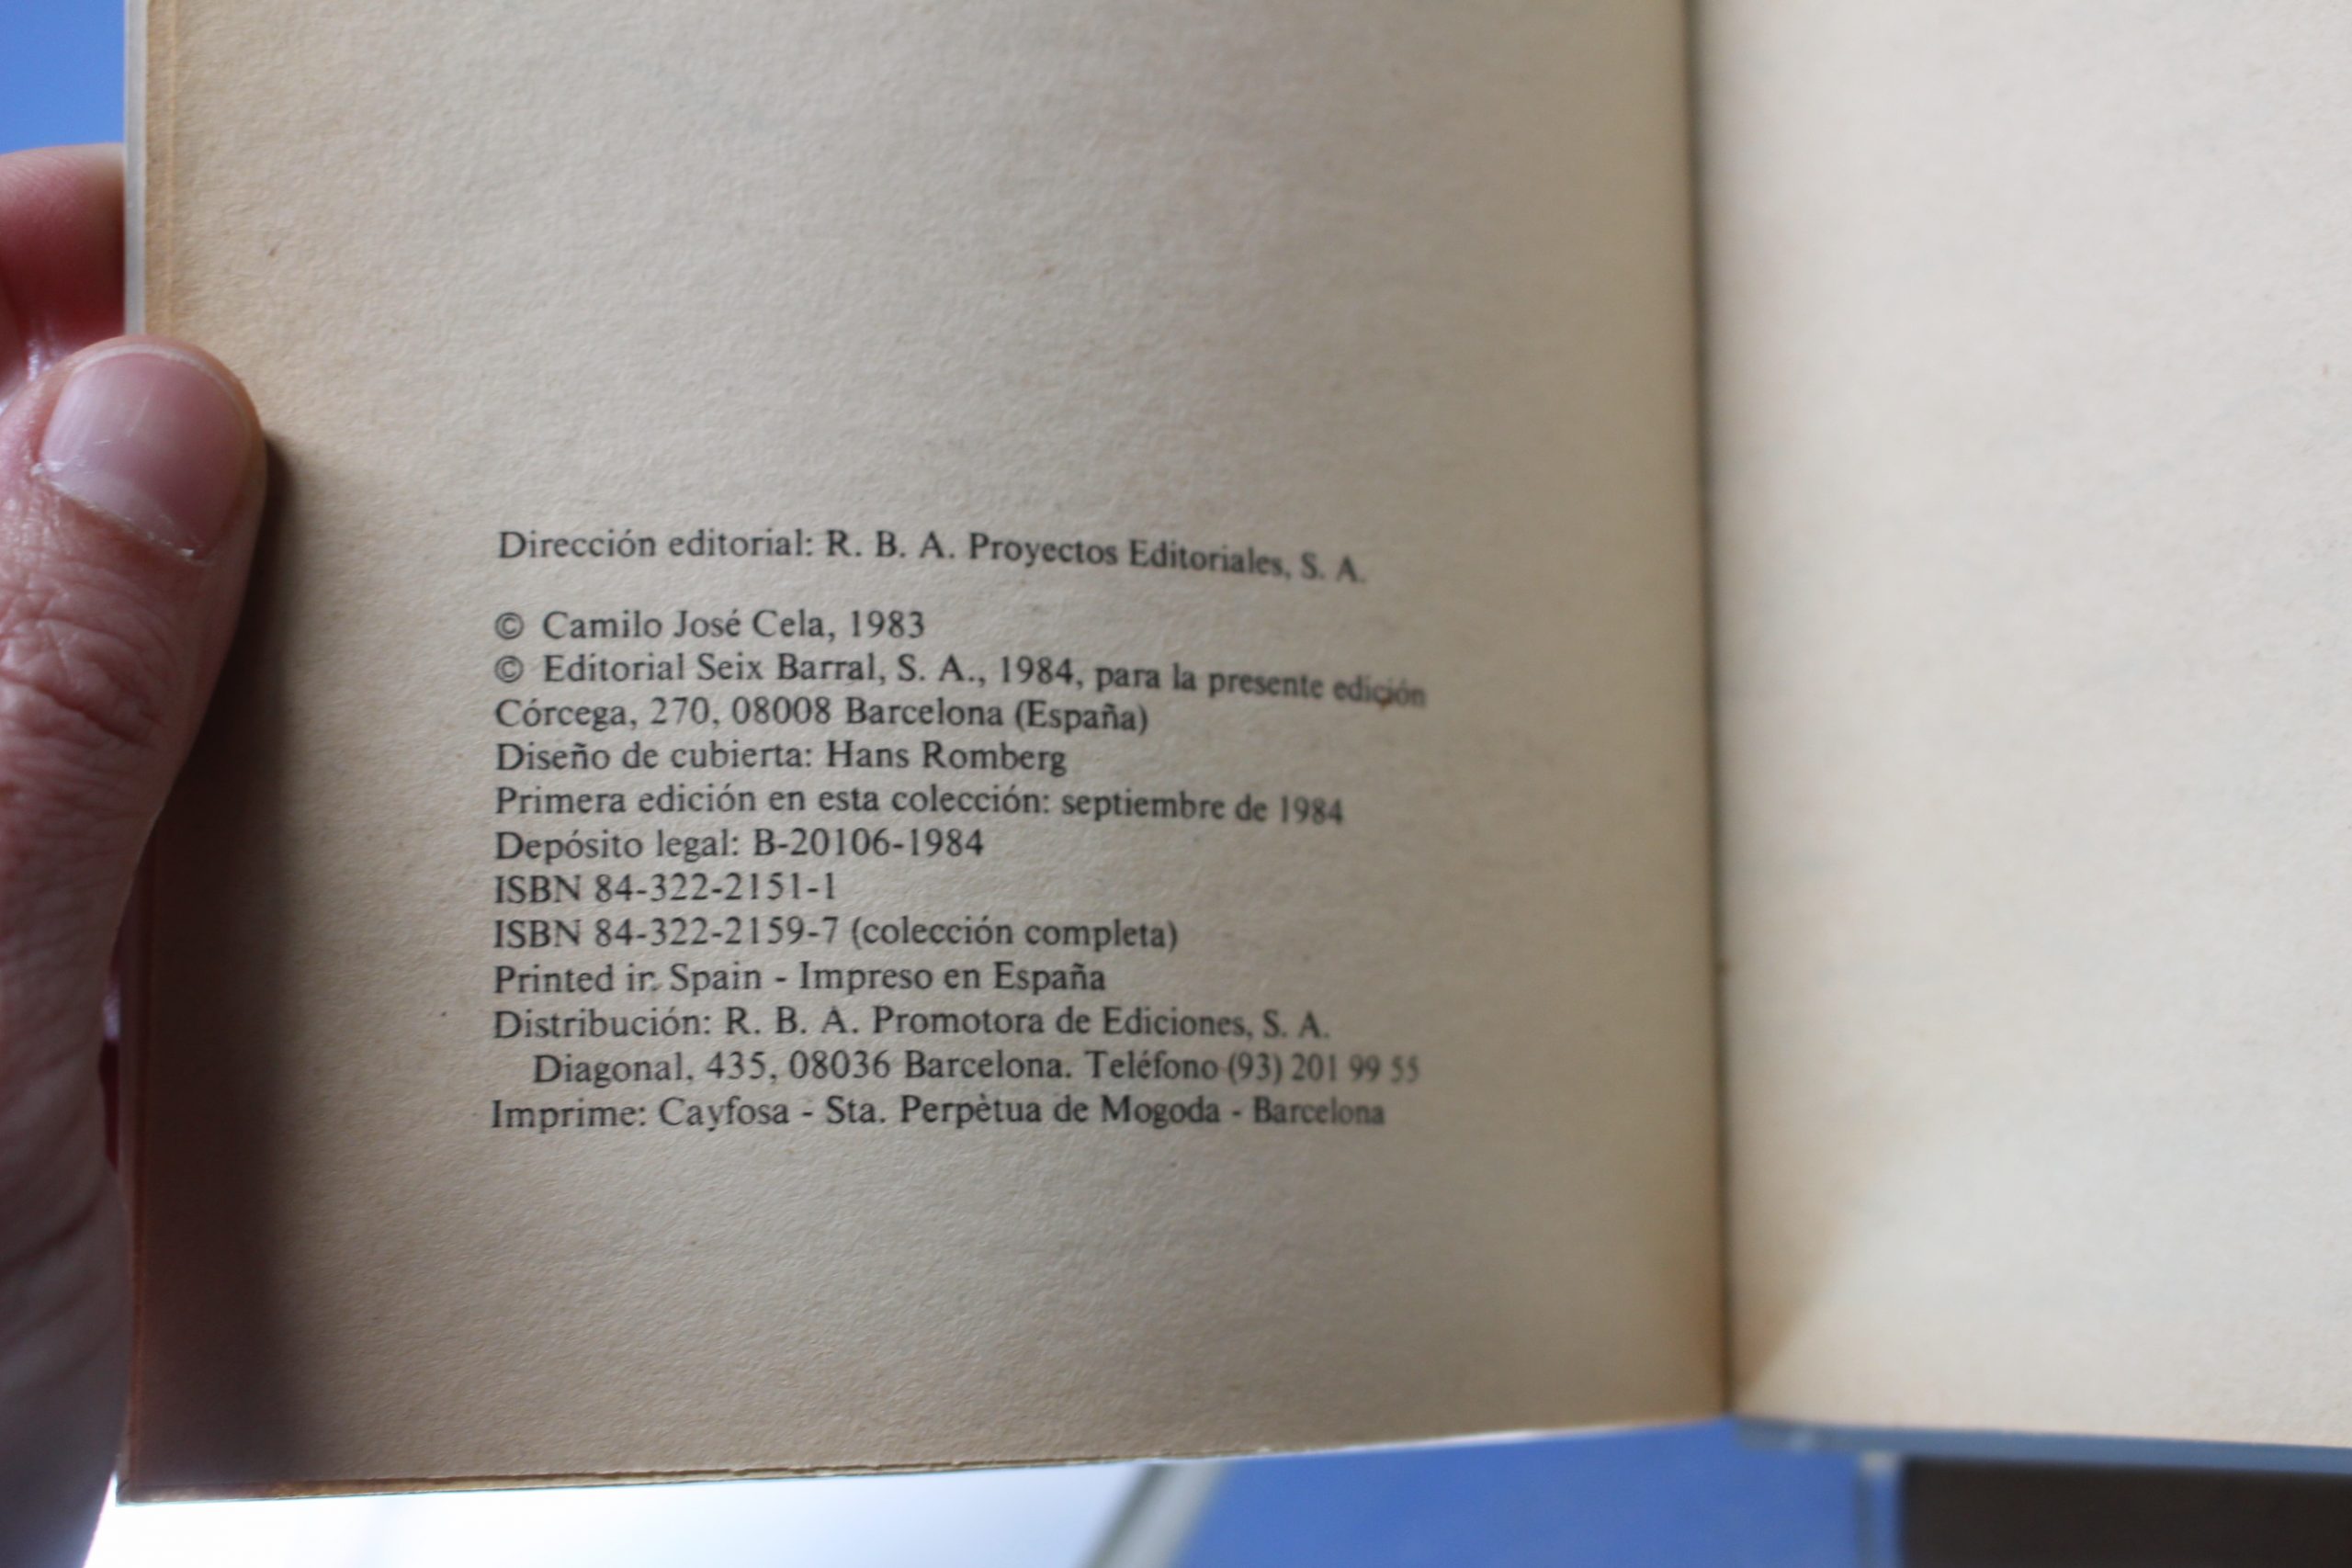 Dirección editorial: R. B. A. Proyectos Editoriales, S. A.
© Camilo José Cela, 1983
© Editorial Seix Barral, S. A., 1984, para la presente edición
Córcega, 270, 08008 Barcelona (España)
Diseño de cubierta: Hans Romberg
Primera edición en esta colección: septiembre de 1984
Depósito legal: B-20106-1984
ISBN 84-322-2151-1
ISBN 84-322-2159-7 (colección completa)
Printed in Spain - Impreso en España
Distribución: R. B. A. Promotora de Ediciones, S. A.
Diagonal, 435, 08036 Barcelona. Teléfono (93) 201 99 55
Imprime: Cayfosa - Sta. Perpètua de Mogoda - Barcelona